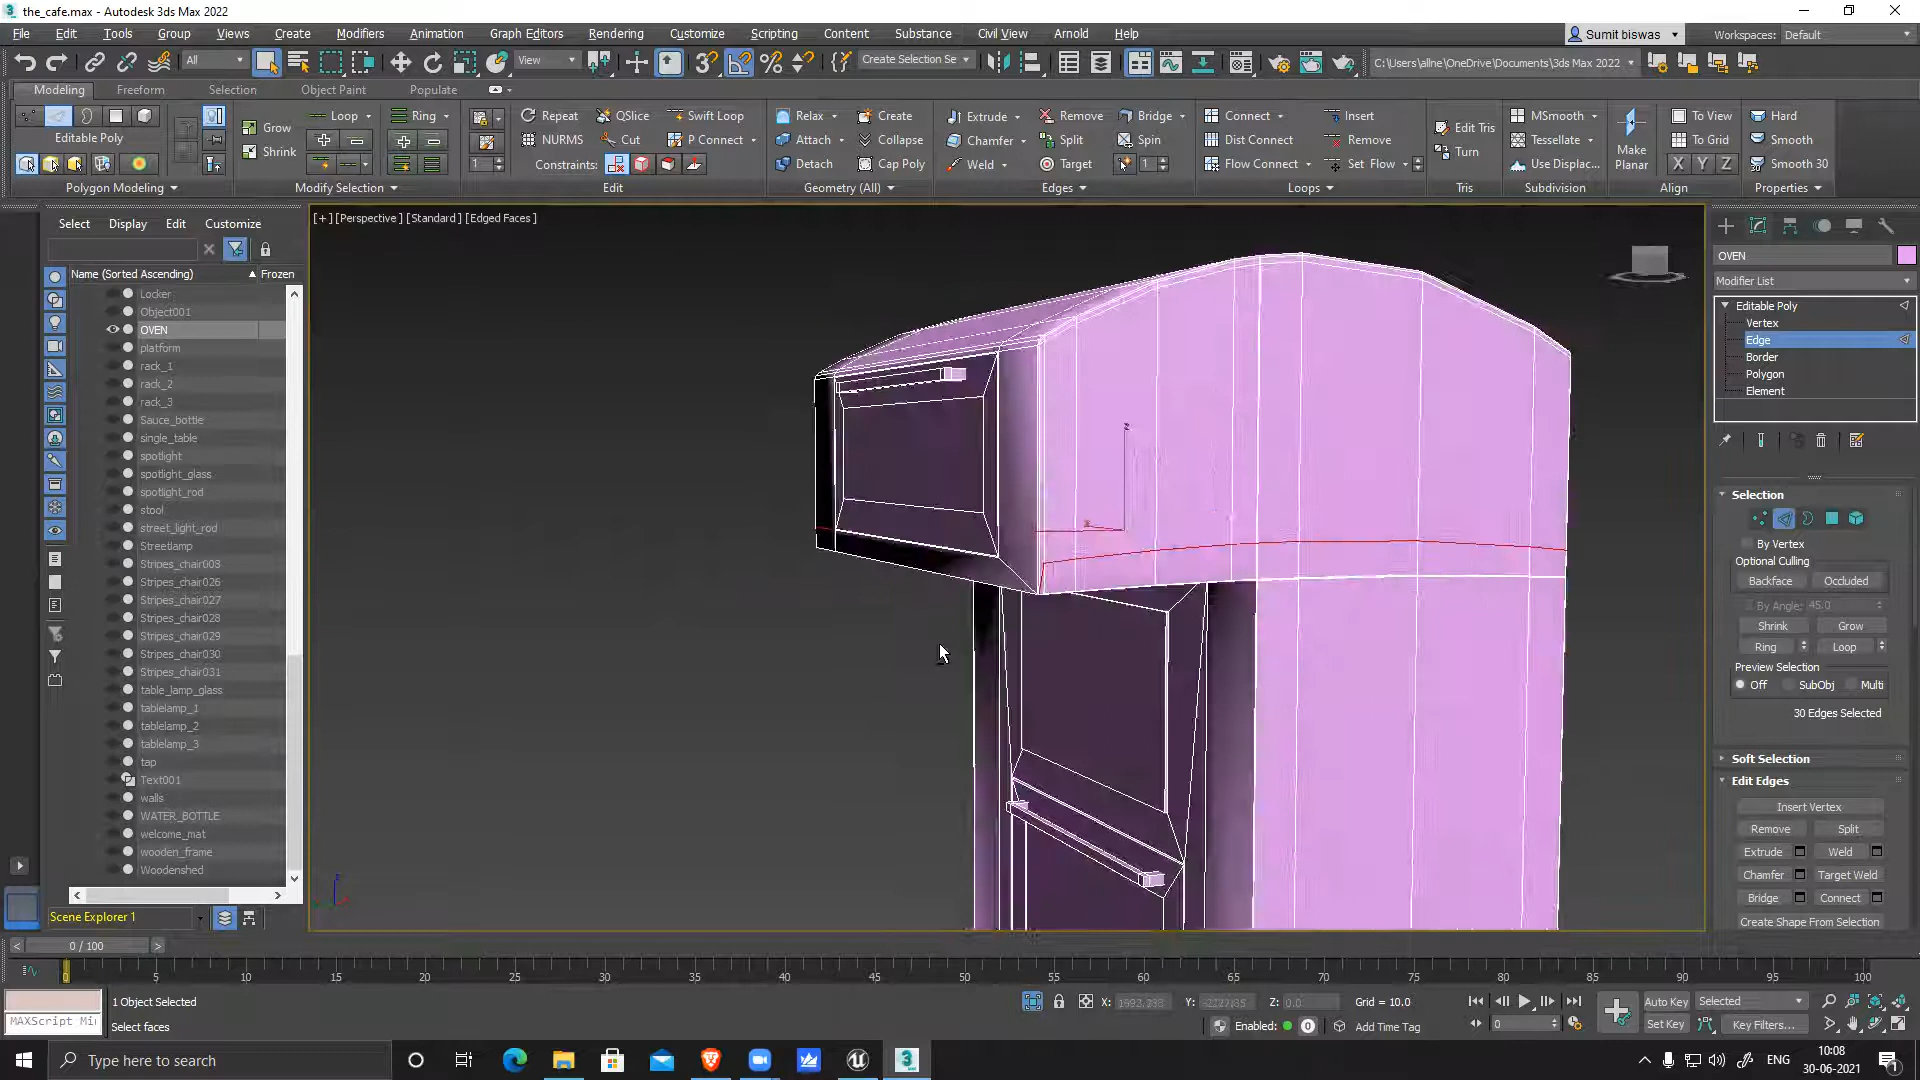 the_cafe.max - Autodesk 3ds Max 2022
File Edit Tools Group Views Create Modifiers Animation Graph Editors Rendering Customize Scripting Content Substance Civil View Arnold Help
Sumit biswas Workspaces: Default
All View Create Selection Se C:\Users\allne\OneDrive\Documents\3ds Max 2022
Modeling Freeform Selection Object Paint Populate
Loop Ring Repeat QSlice Swift Loop Relax Create Extrude Remove Bridge Connect Insert MSmooth To View Hard
Editable Poly Grow NURMS Cut P Connect Attach Collapse Chamfer Split Spin Dist Connect Remove Edit Tris Tessellate Make Planar To Grid Smooth
Shrink 1 Constraints: Detach Cap Poly Weld Target 1 Flow Connect Set Flow Turn Use Displac... X Y Z Smooth 30
Polygon Modeling Modify Selection Edit Geometry (All) Edges Loops Tris Subdivision Align Properties
Select Display Edit Customize
Name (Sorted Ascending) Frozen
Locker
Object001
OVEN
platform
rack_1
rack_2
rack_3
Sauce_bottle
single_table
spotlight
spotlight_glass
spotlight_rod
stool
street_light_rod
Streetlamp
Stripes_chair008
Stripes_chair026
Stripes_chair027
Stripes_chair028
Stripes_chair029
Stripes_chair030
Stripes_chair031
table_lamp_glass
tablelamp_1
tablelamp_2
tablelamp_3
tap
Text001
walls
WATER_BOTTLE
welcome_mat
wooden_frame
Woodenshed
Scene Explorer 1
[+] [Perspective] [Standard] [Edged Faces]
z
x
OVEN
Modifier List
Editable Poly
Vertex
Edge
Border
Polygon
Element
Selection
By Vertex
Optional Culling
Backface Occluded
By Angle: 45.0
Shrink Grow
Ring Loop
Preview Selection
Off SubObj Multi
30 Edges Selected
Soft Selection
Edit Edges
Insert Vertex
Remove Split
Extrude Weld
Chamfer Target Weld
Bridge Connect
Create Shape From Selection
< 0 / 100 >
0 5 10 15 20 25 30 35 40 45 50 55 60 65 70 75 80 85 90 95 100
1 Object Selected X: Y: Z: 0.0 Grid = 10.0 Auto Key Selected
MAXScript Mi
Select faces Enabled: 0 Add Time Tag 0 Set Key Key Filters...
Type here to search ENG 10:08
30-06-2021